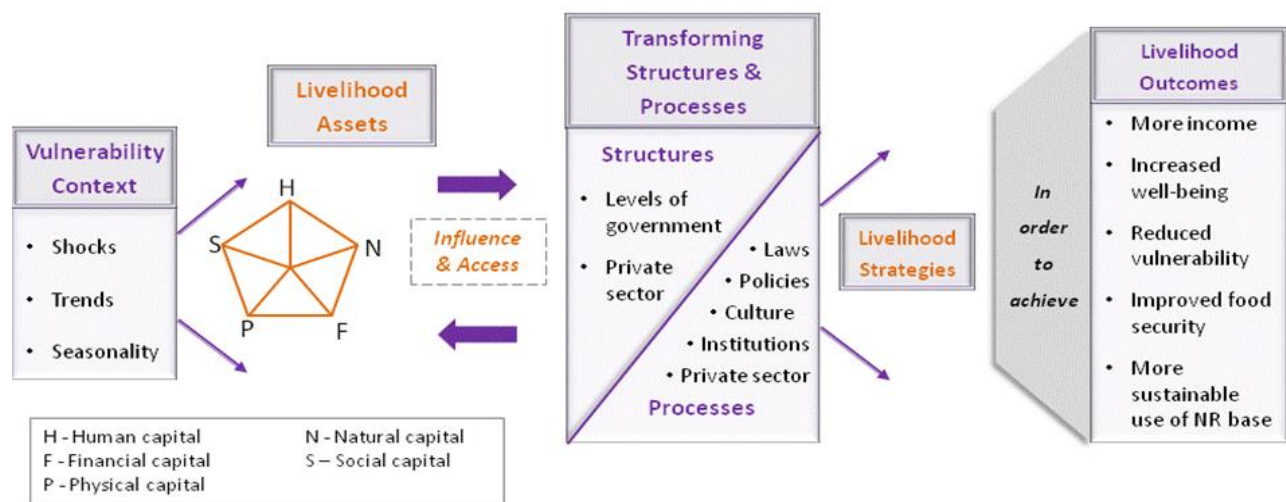 Vulnerability
Context
• Shocks
• Trends
• Seasonality
Livelihood
Assets
H
S
N
P
F
Influence
& Access
Transforming
Structures &
Processes
Structures
• Levels of
government
• Private
sector
• Laws
• Policies
• Culture
• Institutions
• Private sector
Processes
Livelihood
Strategies
In
order
to
achieve
Livelihood
Outcomes
• More income
• Increased
well-being
• Reduced
vulnerability
• Improved food
security
• More
sustainable
use of NR base
H - Human capital
N - Natural capital
F - Financial capital
S – Social capital
P - Physical capital